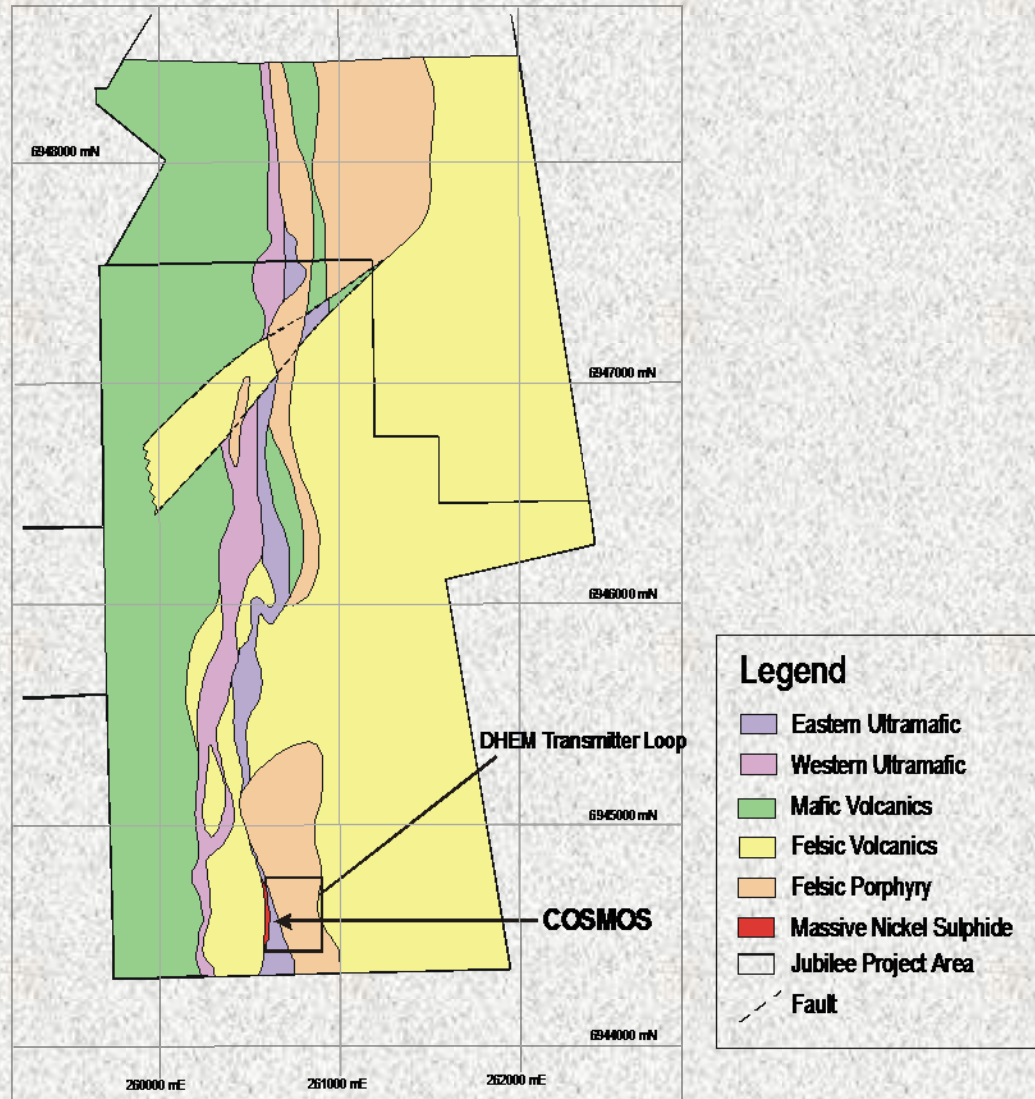 6948000 mN
6947000 mN
6946000 mN
DHEM Transmitter Loop
6945000 mN
COSMOS
6944000 mN
260000 mE
261000 mE
262000 mE
Legend
Eastern Ultramafic
Western Ultramafic
Mafic Volcanics
Felsic Volcanics
Felsic Porphyry
Massive Nickel Sulphide
Jubilee Project Area
Fault